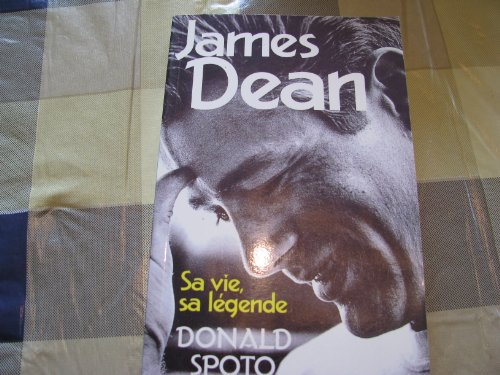 James
Dean
Sa vie,
sa légende
DONALD
SPOTO